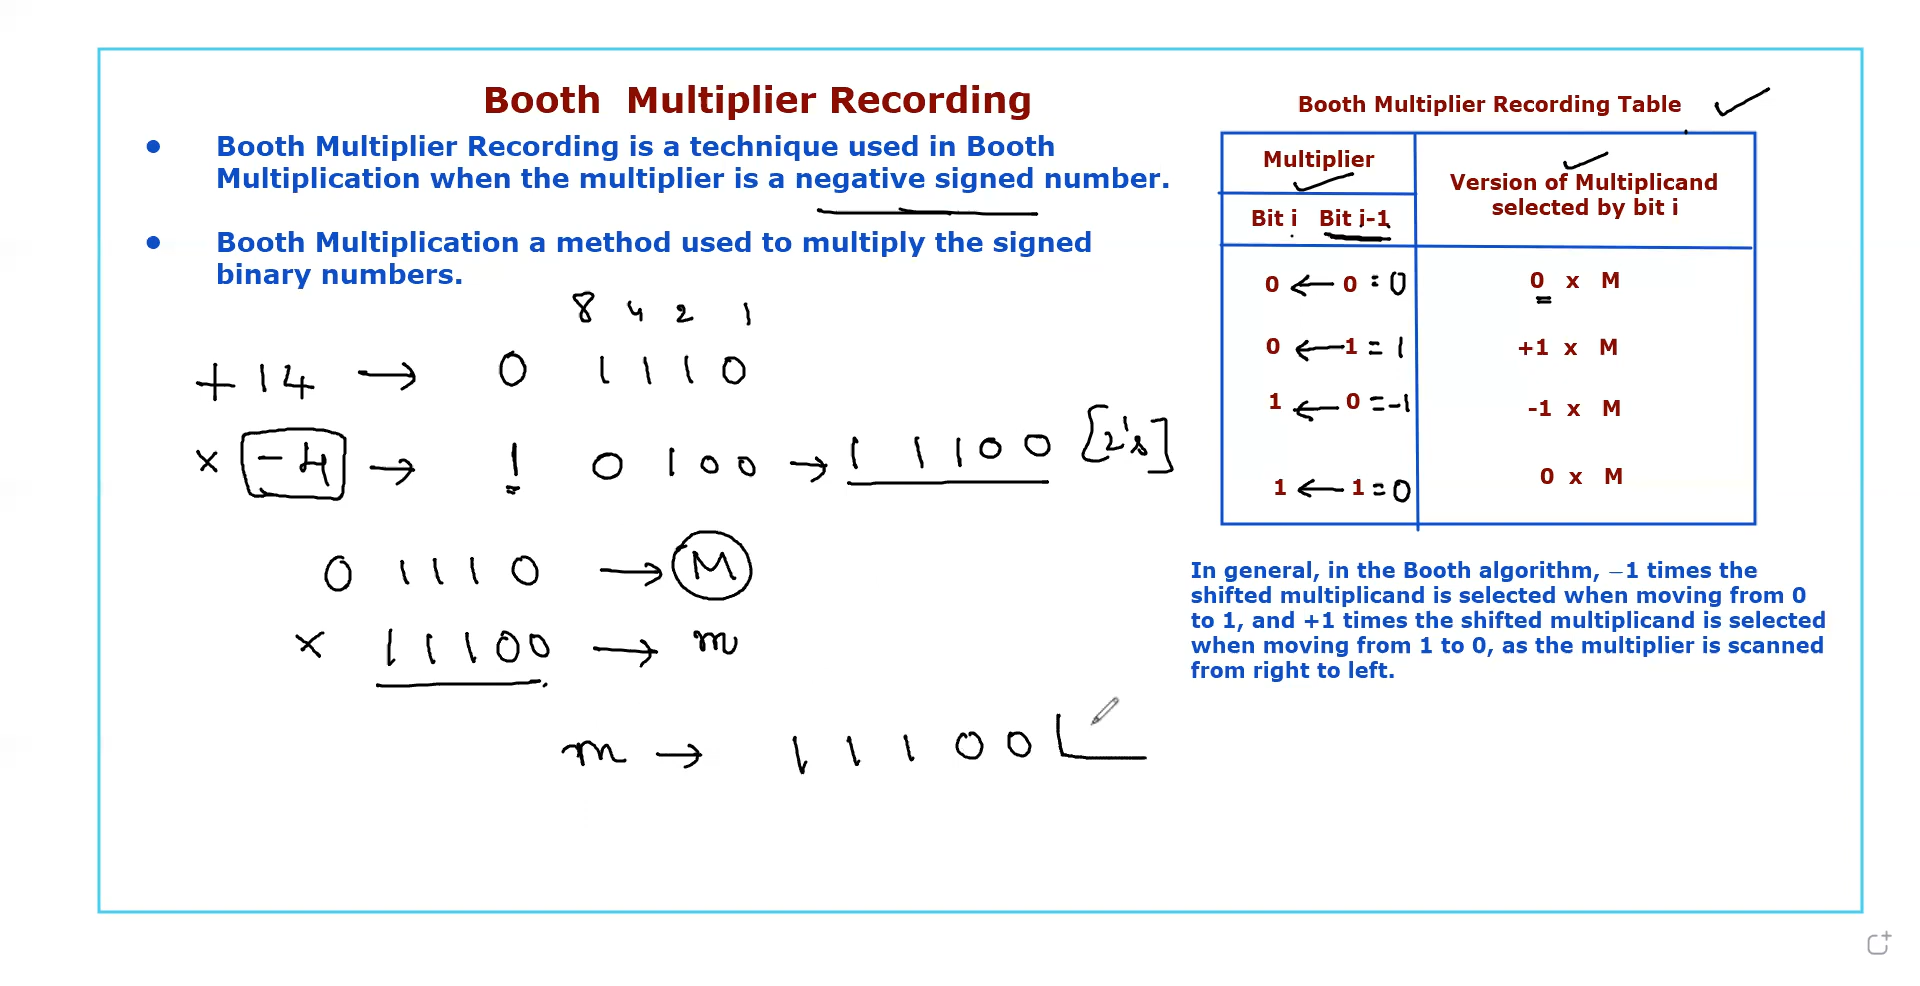 Booth Multiplier Recording
• Booth Multiplier Recording is a technique used in Booth
Multiplication when the multiplier is a negative signed number.
• Booth Multiplication a method used to multiply the signed
binary numbers.
8 4 2 1
+14 → 0 1 1 1 0
× -4 → 1 0 1 0 0 → 1 1 1 0 0 [2's]
0 1 1 1 0 → M
× 1 1 1 0 0 → m
m → 1 1 1 0 0
Booth Multiplier Recording Table
Multiplier
Version of Multiplicand
selected by bit i
Bit i Bit i-1
0 ← 0 = 0 0 x M
0 ← 1 = 1 +1 x M
1 ← 0 = -1 -1 x M
1 ← 1 = 0 0 x M
In general, in the Booth algorithm, −1 times the
shifted multiplicand is selected when moving from 0
to 1, and +1 times the shifted multiplicand is selected
when moving from 1 to 0, as the multiplier is scanned
from right to left.